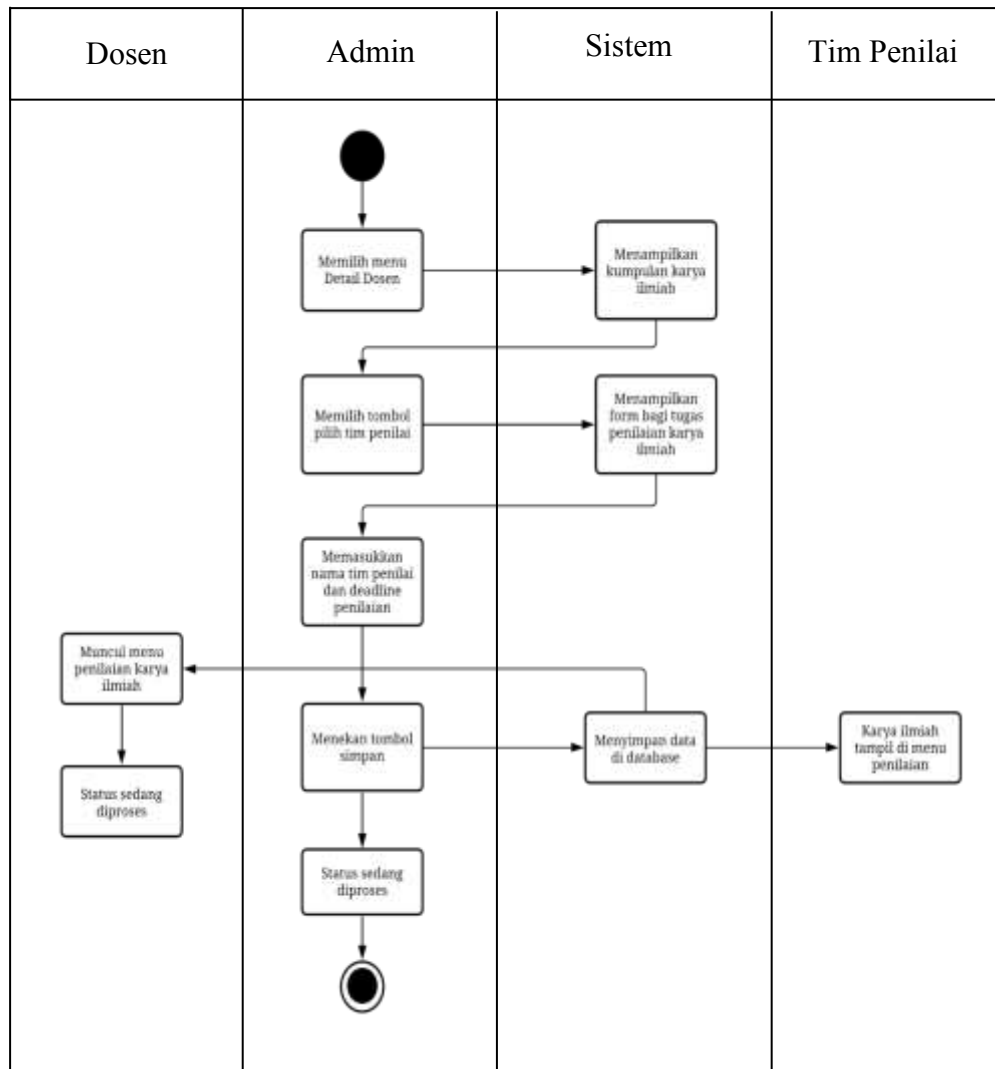 Dosen
Admin
Sistem
Tim Penilai
Memilih menu
Detail Dosen
Menampilkan
kumpulan karya
ilmiah
Memilih tombol
pilih tim penilai
Menampilkan
form bagi tugas
penilaian karya
ilmiah
Memasukkan
nama tim penilai
dan deadline
penilaian
Muncul menu
penilaian karya
ilmiah
Menekan tombol
simpan
Menyimpan data
di database
Karya ilmiah
tampil di menu
penilaian
Status sedang
diproses
Status sedang
diproses